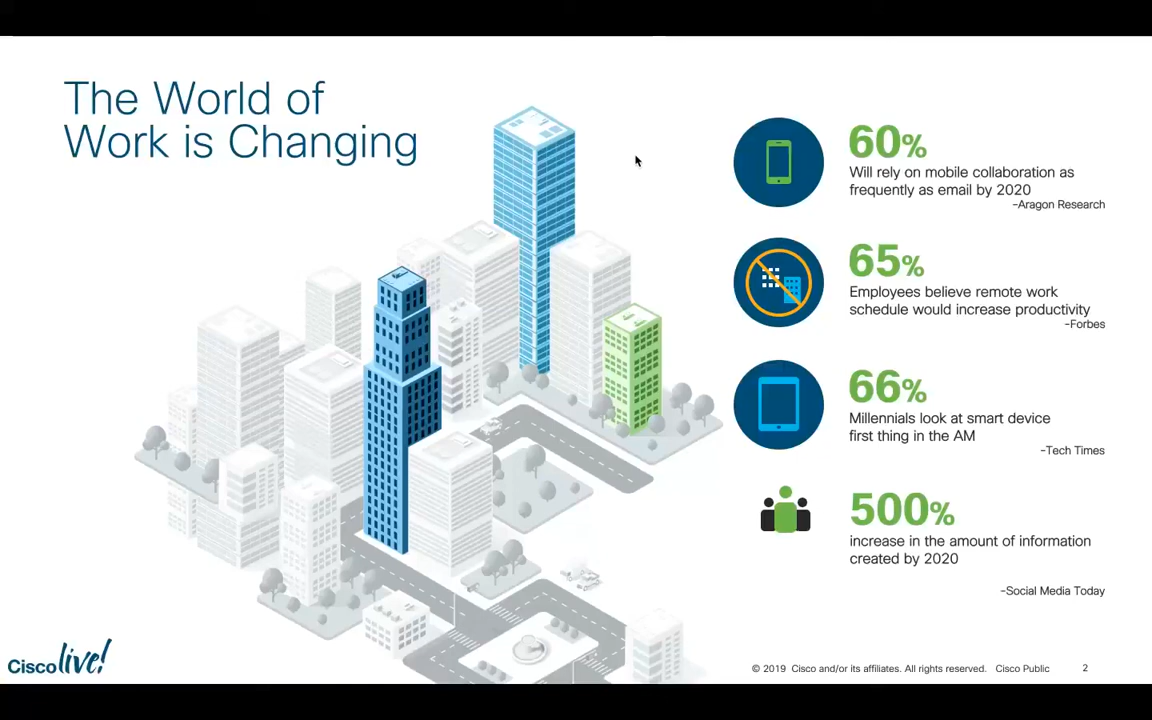 The World of
Work is Changing
60%
Will rely on mobile collaboration as
frequently as email by 2020
-Aragon Research
65%
Employees believe remote work
schedule would increase productivity
-Forbes
66%
Millennials look at smart device
first thing in the AM
-Tech Times
500%
increase in the amount of information
created by 2020
-Social Media Today
Cisco live!
© 2019 Cisco and/or its affiliates. All rights reserved. Cisco Public 2